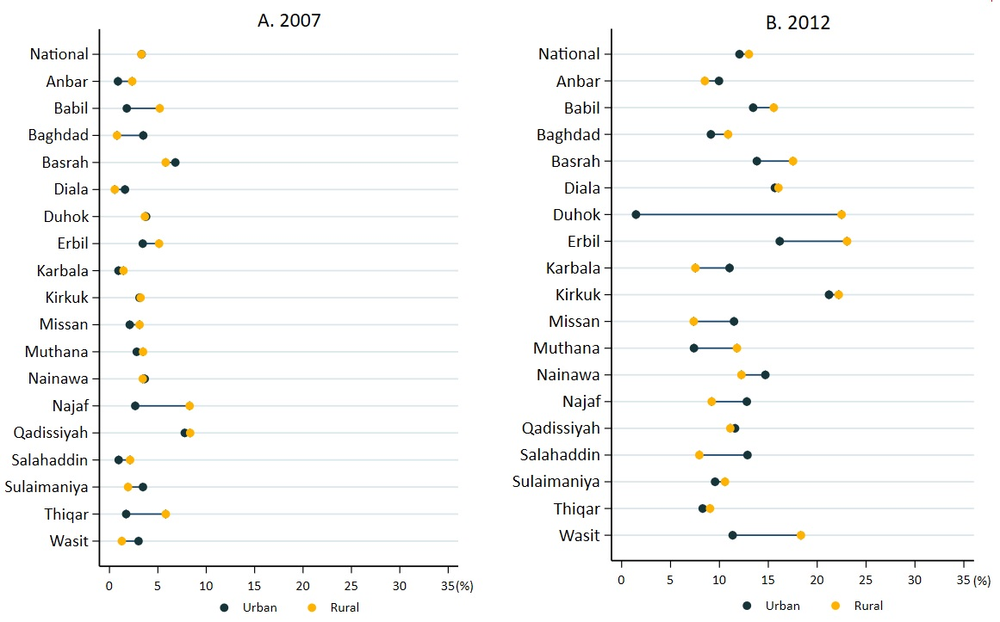 A. 2007
National
Anbar
Babil
Baghdad
Basrah
Diala
Duhok
Erbil
Karbala
Kirkuk
Missan
Muthana
Nainawa
Najaf
Qadissiyah
Salahaddin
Sulaimaniya
Thiqar
Wasit
0 5 10 15 20 25 30 35(%)
Urban Rural
B. 2012
National
Anbar
Babil
Baghdad
Basrah
Diala
Duhok
Erbil
Karbala
Kirkuk
Missan
Muthana
Nainawa
Najaf
Qadissiyah
Salahaddin
Sulaimaniya
Thiqar
Wasit
0 5 10 15 20 25 30 35 (%)
Urban Rural